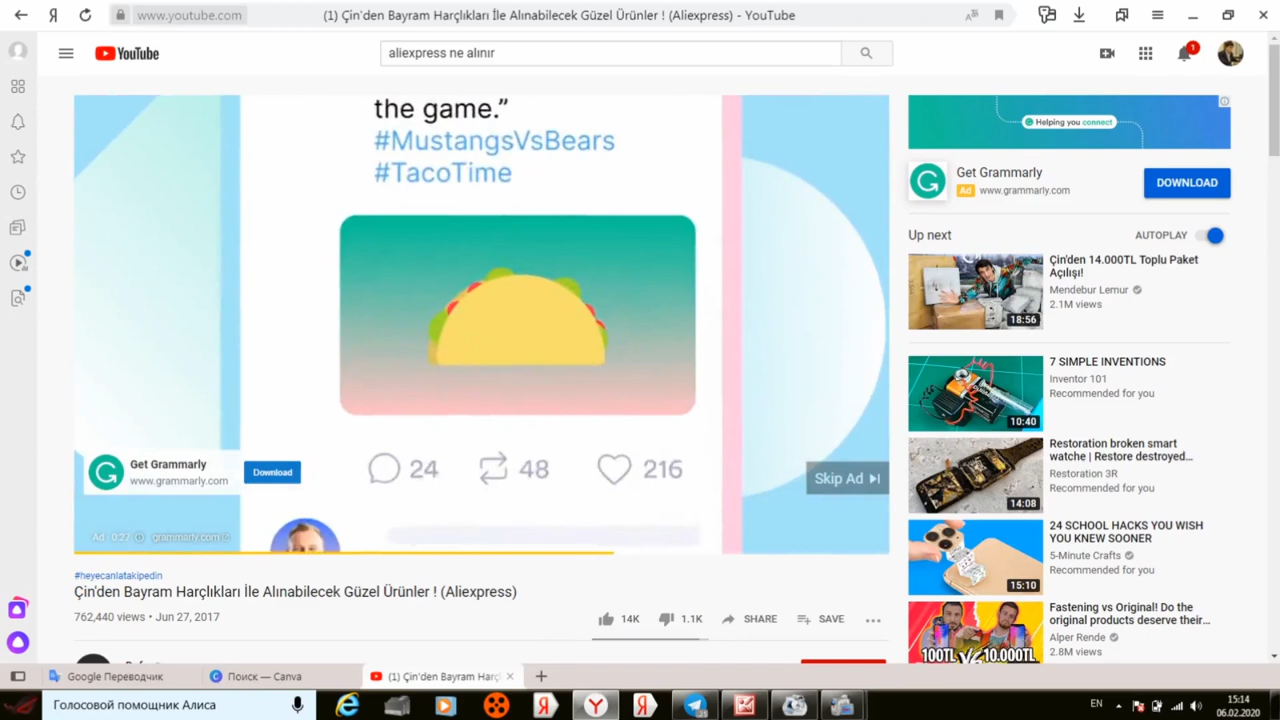 www.youtube.com
(1) Çin'den Bayram Harçlıkları İle Alınabilecek Güzel Ürünler ! (Aliexpress) - YouTube
YouTube
aliexpress ne alınır
1
the game.”
#MustangsVsBears
#TacoTime
24
48
216
Get Grammarly
www.grammarly.com
Download
Skip Ad
Ad · 0:27
grammarly.com
#heyecanlatakipedin
Çin'den Bayram Harçlıkları İle Alınabilecek Güzel Ürünler ! (Aliexpress)
762,440 views • Jun 27, 2017
14K
1.1K
SHARE
SAVE
Helping you connect
Get Grammarly
Ad www.grammarly.com
DOWNLOAD
Up next
AUTOPLAY
Çin'den 14.000TL Toplu Paket
Açılışı!
Mendebur Lemur
2.1M views
18:56
7 SIMPLE INVENTIONS
Inventor 101
Recommended for you
10:40
Restoration broken smart
watche | Restore destroyed...
Restoration 3R
Recommended for you
14:08
24 SCHOOL HACKS YOU WISH
YOU KNEW SOONER
5-Minute Crafts
Recommended for you
15:10
Fastening vs Original! Do the
original products deserve their...
Alper Rende
2.8M views
100TL VS 10.000TL
Google Переводчик
Поиск — Canva
(1) Çin'den Bayram Harçl
Голосовой помощник Алиса
EN
15:14
06.02.2020